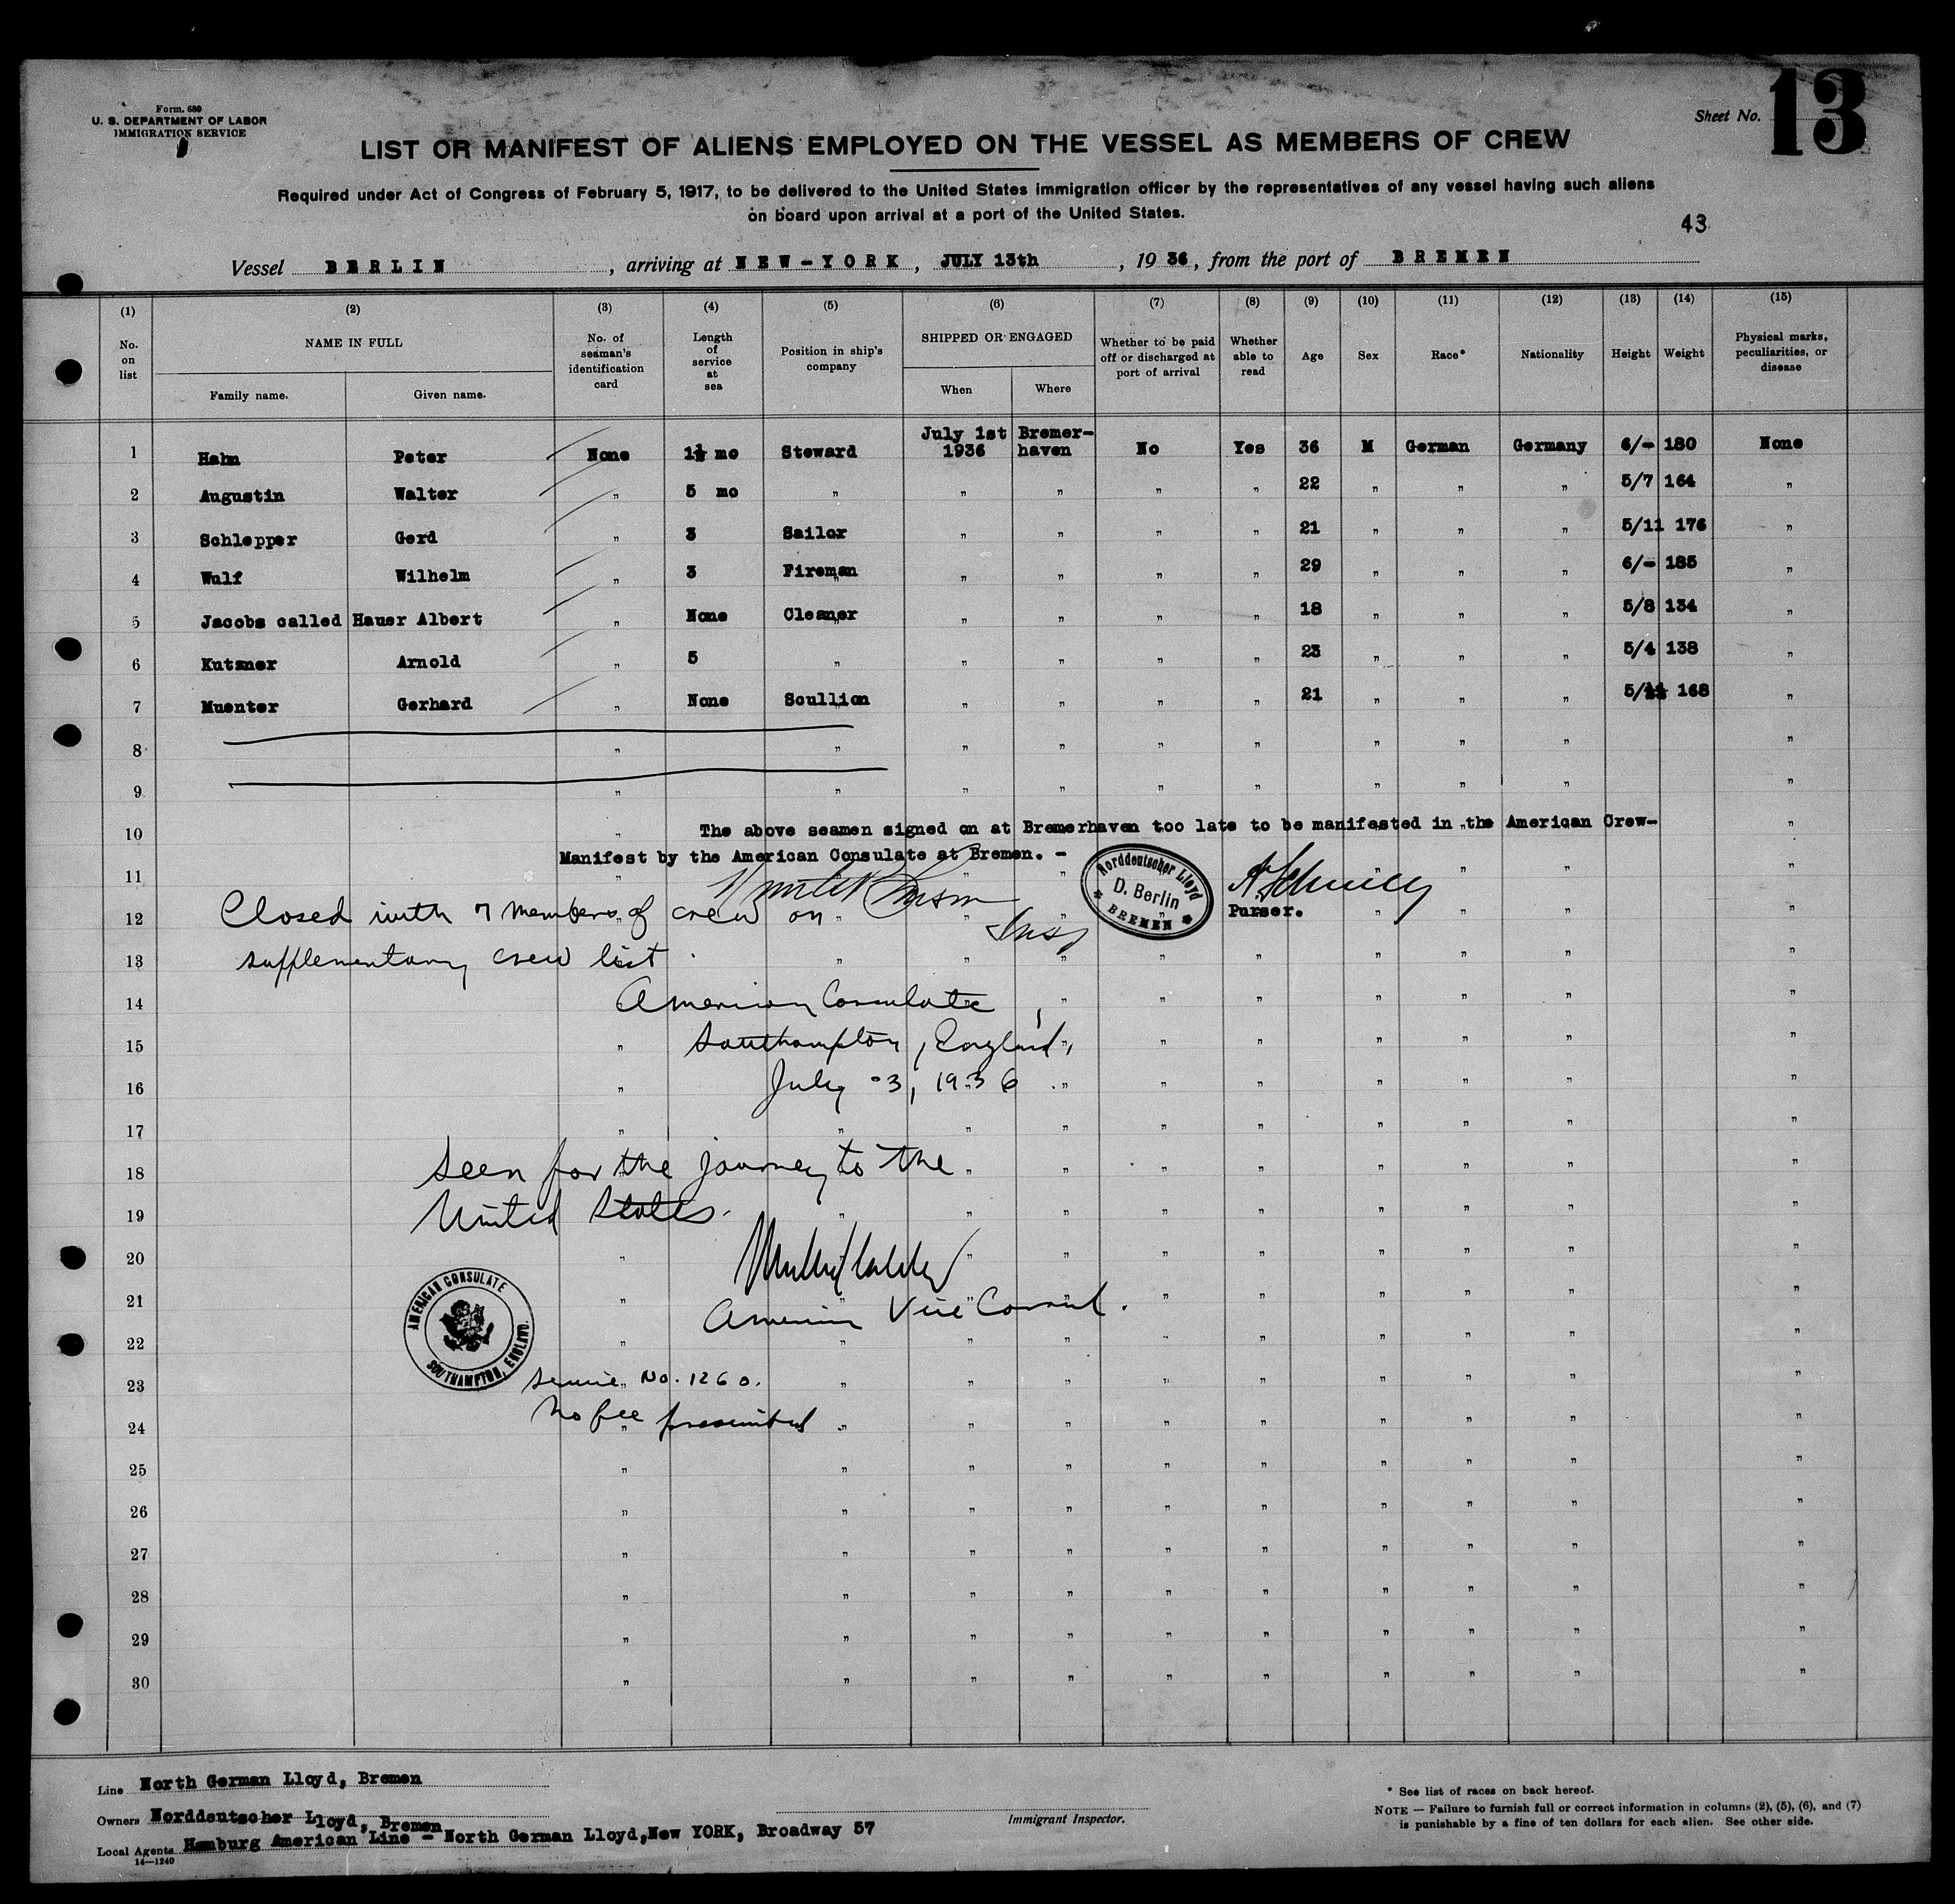 Form. 680
U. S. DEPARTMENT OF LABOR
IMMIGRATION SERVICE
Sheet No. 13
LIST OR MANIFEST OF ALIENS EMPLOYED ON THE VESSEL AS MEMBERS OF CREW
Required under Act of Congress of February 5, 1917, to be delivered to the United States immigration officer by the representatives of any vessel having such aliens
on board upon arrival at a port of the United States.
43
Vessel BERLIN, arriving at NEW-YORK, JULY 13th, 1936, from the port of BREMEN
(1) (2) (3) (4) (5) (6) (7) (8) (9) (10) (11) (12) (13) (14) (15)
No. on list
NAME IN FULL
Family name. Given name.
No. of seaman's identification card
Length of service at sea
Position in ship's company
SHIPPED OR ENGAGED
When Where
Whether to be paid off or discharged at port of arrival
Whether able to read
Age
Sex
Race*
Nationality
Height
Weight
Physical marks, peculiarities, or disease
1 Hahn Peter None 1½ mo Steward July 1st 1936 Bremer-haven No Yes 36 M German Germany 6/- 180 None
2 Augustin Walter " 5 mo " " " " " 22 " " " 5/7 164 "
3 Schlepper Gerd " 3 Sailor " " " " 21 " " " 5/11 176 "
4 Wulf Wilhelm " 3 Fireman " " " " 29 " " " 6/- 185 "
5 Jacobs called Hauer Albert " None Cleaner " " " " 18 " " " 5/8 134 "
6 Kutzner Arnold " 5 " " " " " 23 " " " 5/4 138 "
7 Muenter Gerhard " None Scullion " " " " 21 " " " 5/ 168 "
8 " " " " " " " " " "
9 " " " " " " " " " "
10 The above seamen signed on at Bremerhaven too late to be manifested in the American Crew-
Manifest by the American Consulate at Bremen. -
11
Norddeutscher Lloyd
D. Berlin
BREMEN
Purser.
12 Closed with 7 members of crew on
13 supplementary crew list.
14 American Consulate,
15 Southampton, England,
16 July 3, 1936.
17
18 Seen for the journey to the
19 United States.
20
21 American Vice Consul.
AMERICAN CONSULATE
SOUTHAMPTON, ENGLAND.
22
23 Service No. 1260.
24 No fee prescribed
25
26
27
28
29
30
Line North German Lloyd, Bremen
Owners Norddeutscher Lloyd, Bremen
Local Agents Hamburg American Line - North German Lloyd, New YORK, Broadway 57
14—1240
Immigrant Inspector.
* See list of races on back hereof.
NOTE — Failure to furnish full or correct information in columns (2), (5), (6), and (7)
is punishable by a fine of ten dollars for each alien. See other side.